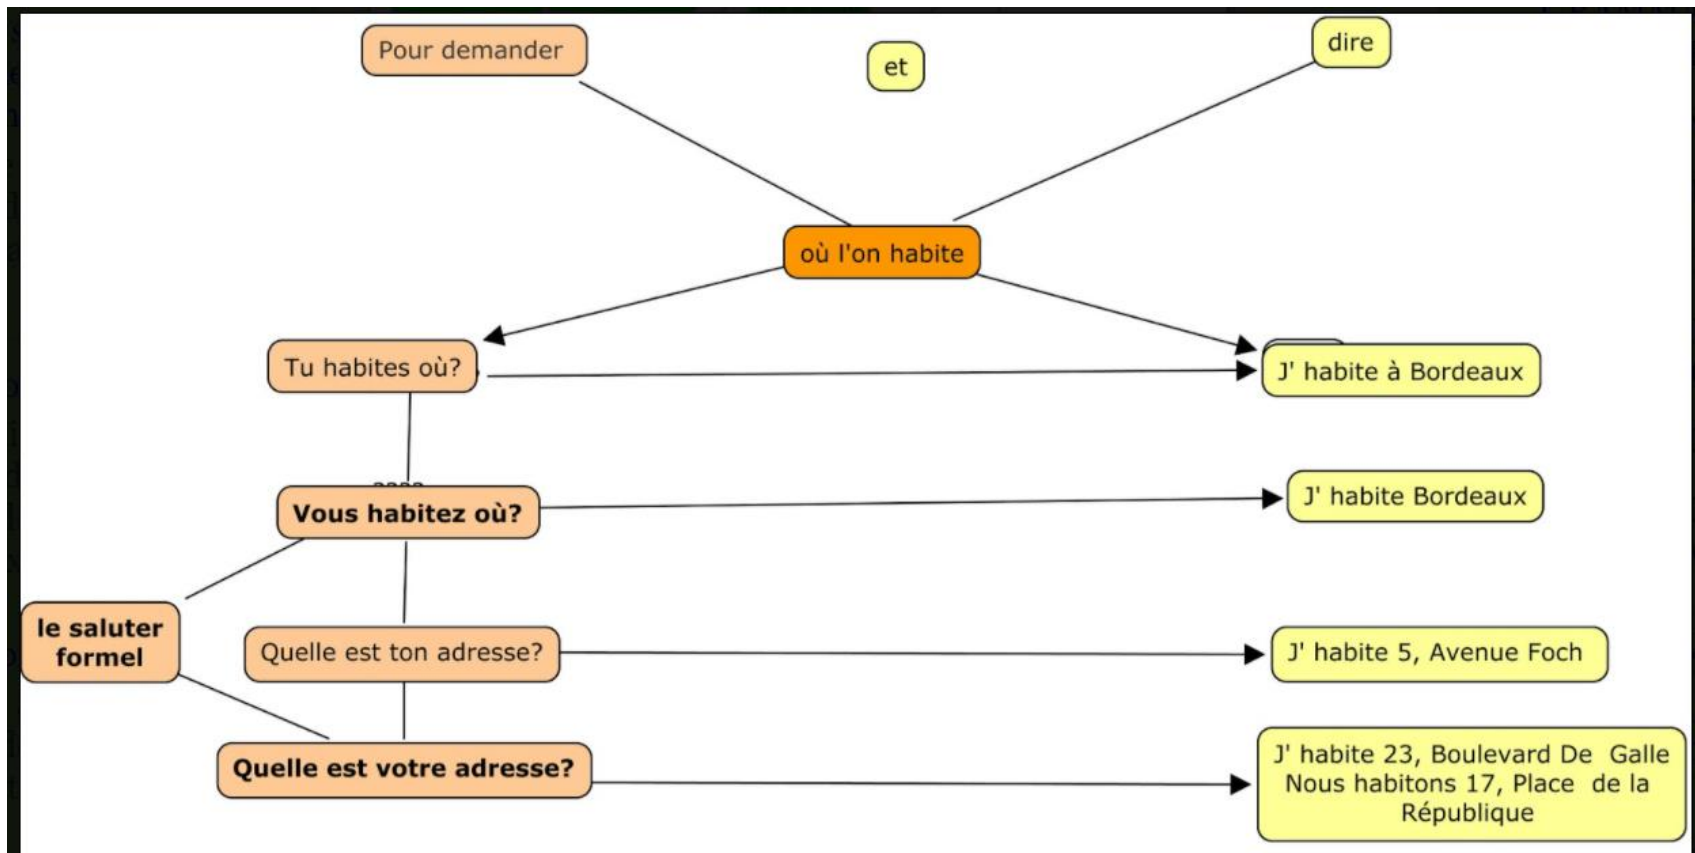 Pour demander
et
dire
où l'on habite
Tu habites où?
J' habite à Bordeaux
Vous habitez où?
J' habite Bordeaux
le saluter
formel
Quelle est ton adresse?
J' habite 5, Avenue Foch
Quelle est votre adresse?
J' habite 23, Boulevard De Galle
Nous habitons 17, Place de la
République